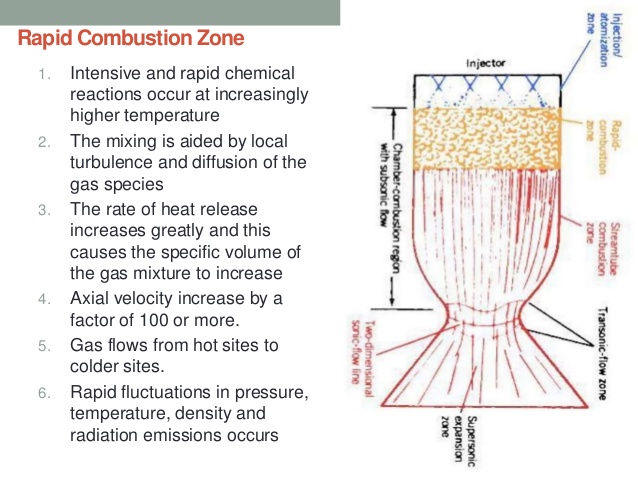 Rapid Combustion Zone
1. Intensive and rapid chemical
reactions occur at increasingly
higher temperature
2. The mixing is aided by local
turbulence and diffusion of the
gas species
3. The rate of heat release
increases greatly and this
causes the specific volume of
the gas mixture to increase
4. Axial velocity increase by a
factor of 100 or more.
5. Gas flows from hot sites to
colder sites.
6. Rapid fluctuations in pressure,
temperature, density and
radiation emissions occurs
Injector
Injection/
atomization
zone
Rapid-
combustion
zone
Chamber-combustion region
with subsonic flow
Streamtube
combustion
zone
Transonic-flow zone
Two-dimensional
sonic-flow line
Supersonic
expansion
zone